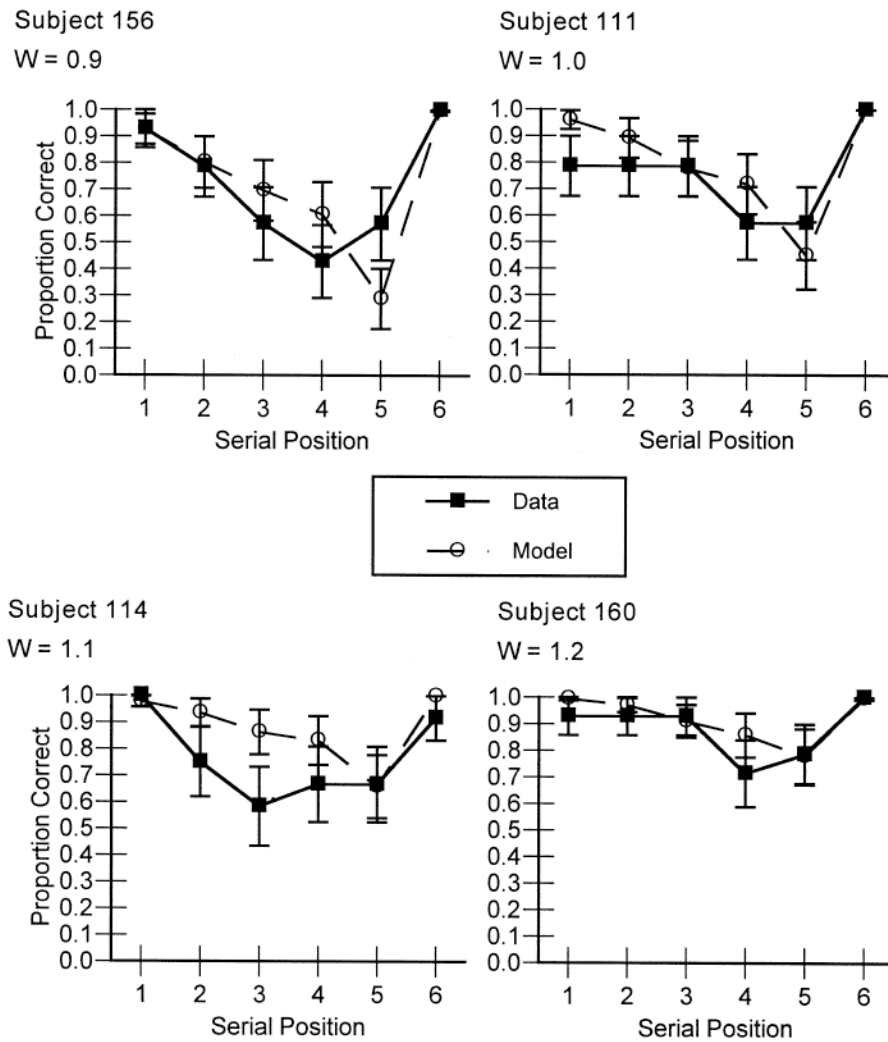 Subject 156
W = 0.9
Proportion Correct
1.0
0.9
0.8
0.7
0.6
0.5
0.4
0.3
0.2
0.1
0.0
1 2 3 4 5 6
Serial Position
Subject 111
W = 1.0
1.0
0.9
0.8
0.7
0.6
0.5
0.4
0.3
0.2
0.1
0.0
1 2 3 4 5 6
Serial Position
Data
Model
Subject 114
W = 1.1
Proportion Correct
1.0
0.9
0.8
0.7
0.6
0.5
0.4
0.3
0.2
0.1
0.0
1 2 3 4 5 6
Serial Position
Subject 160
W = 1.2
1.0
0.9
0.8
0.7
0.6
0.5
0.4
0.3
0.2
0.1
0.0
1 2 3 4 5 6
Serial Position